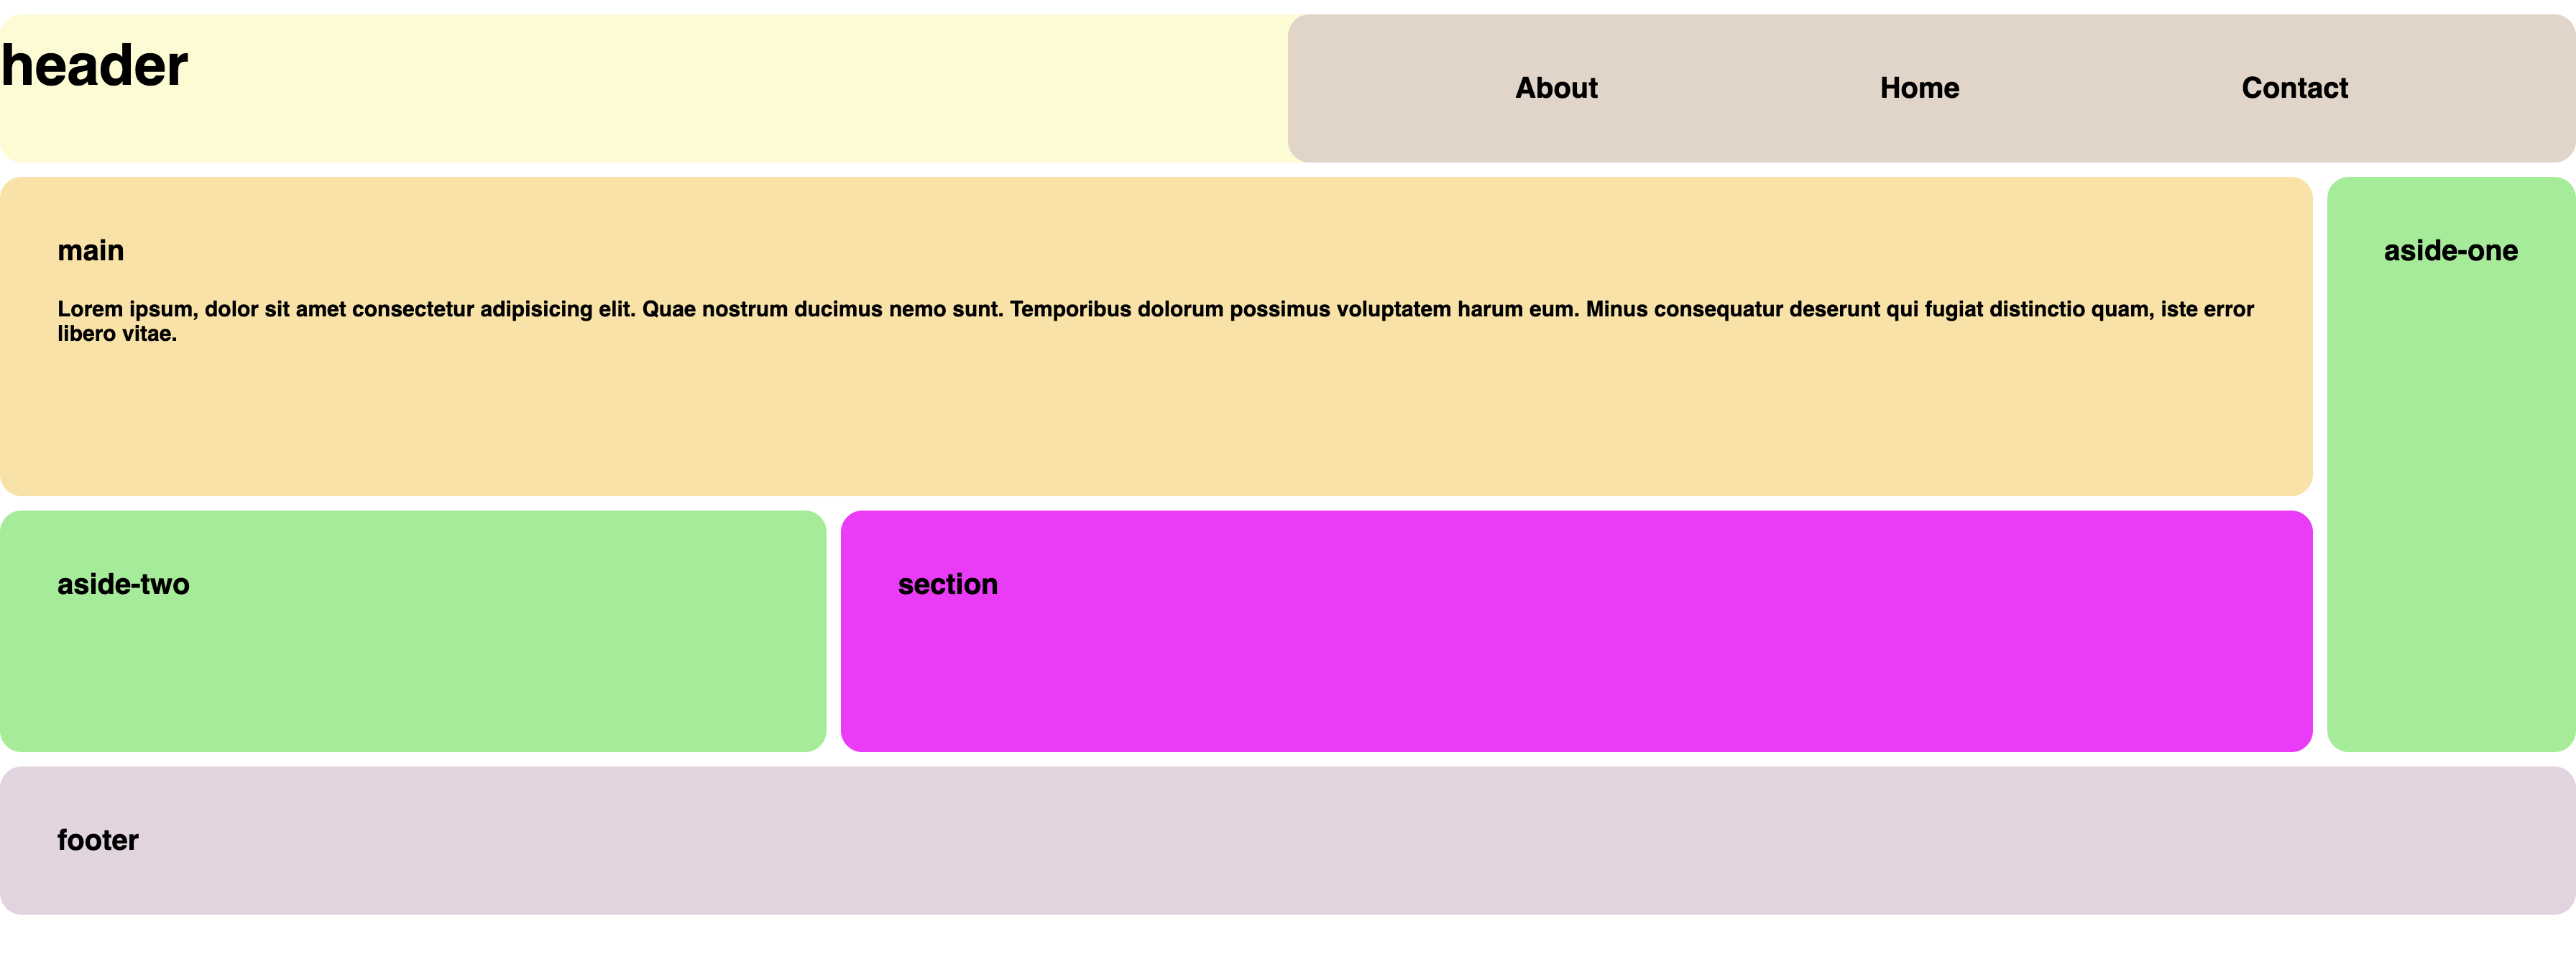 header
About Home Contact
main
aside-one
Lorem ipsum, dolor sit amet consectetur adipisicing elit. Quae nostrum ducimus nemo sunt. Temporibus dolorum possimus voluptatem harum eum. Minus consequatur deserunt qui fugiat distinctio quam, iste error
libero vitae.
aside-two
section
footer